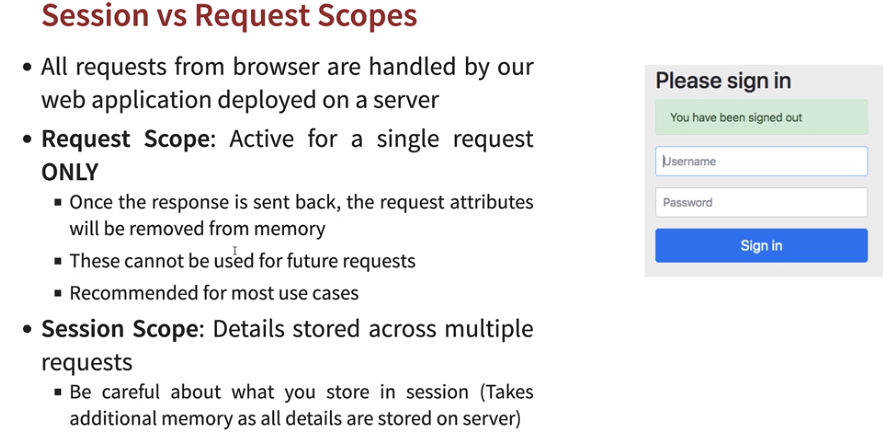 Session vs Request Scopes
• All requests from browser are handled by our
web application deployed on a server
• Request Scope: Active for a single request
ONLY
▪ Once the response is sent back, the request attributes
will be removed from memory
▪ These cannot be used for future requests
▪ Recommended for most use cases
• Session Scope: Details stored across multiple
requests
▪ Be careful about what you store in session (Takes
additional memory as all details are stored on server)
Please sign in
You have been signed out
Username
Password
Sign in